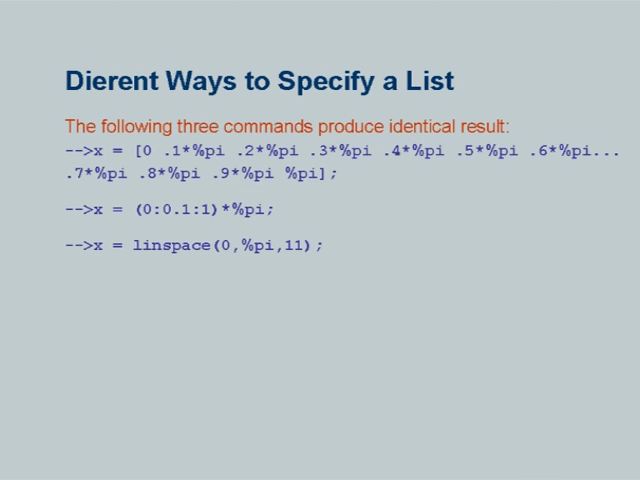 Dierent Ways to Specify a List
The following three commands produce identical result:
-->x = [0 .1*%pi .2*%pi .3*%pi .4*%pi .5*%pi .6*%pi...
.7*%pi .8*%pi .9*%pi %pi];
-->x = (0:0.1:1)*%pi;
-->x = linspace(0,%pi,11);